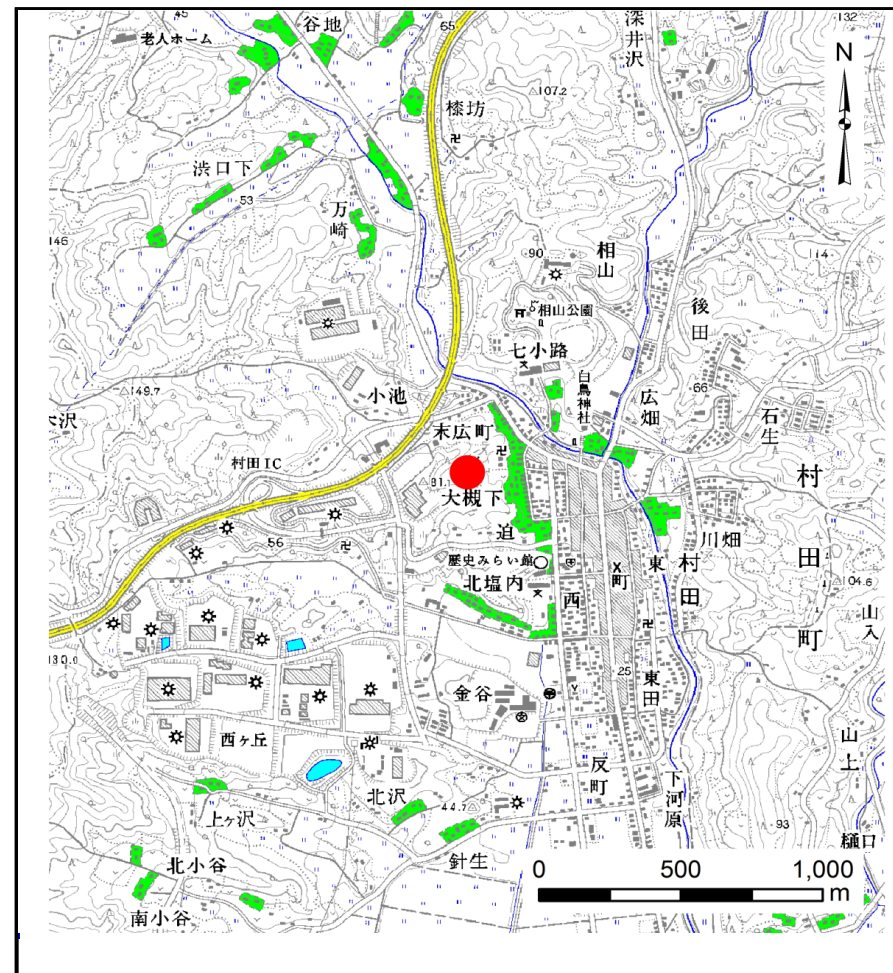 45
谷地
65
深井沢
132
老人ホーム
N
樣坊
107.2
渋口下
53
万崎
146
相山
90
14
相山公園
後田
七小路
白鳥神社
149.7
小池
広畑
66
石生
末広町
村田IC
村田町
81.
大槻下
迫
川畑
56
歴史みらい館
東
村田
町
104.6
北塩内
西
山入
130.0
25
東田
金谷
西ケ丘
山上
反町
下河原
北沢
44.7
上ヶ沢
93
樋口
針生
北小谷
0 500 1,000
m
南小谷